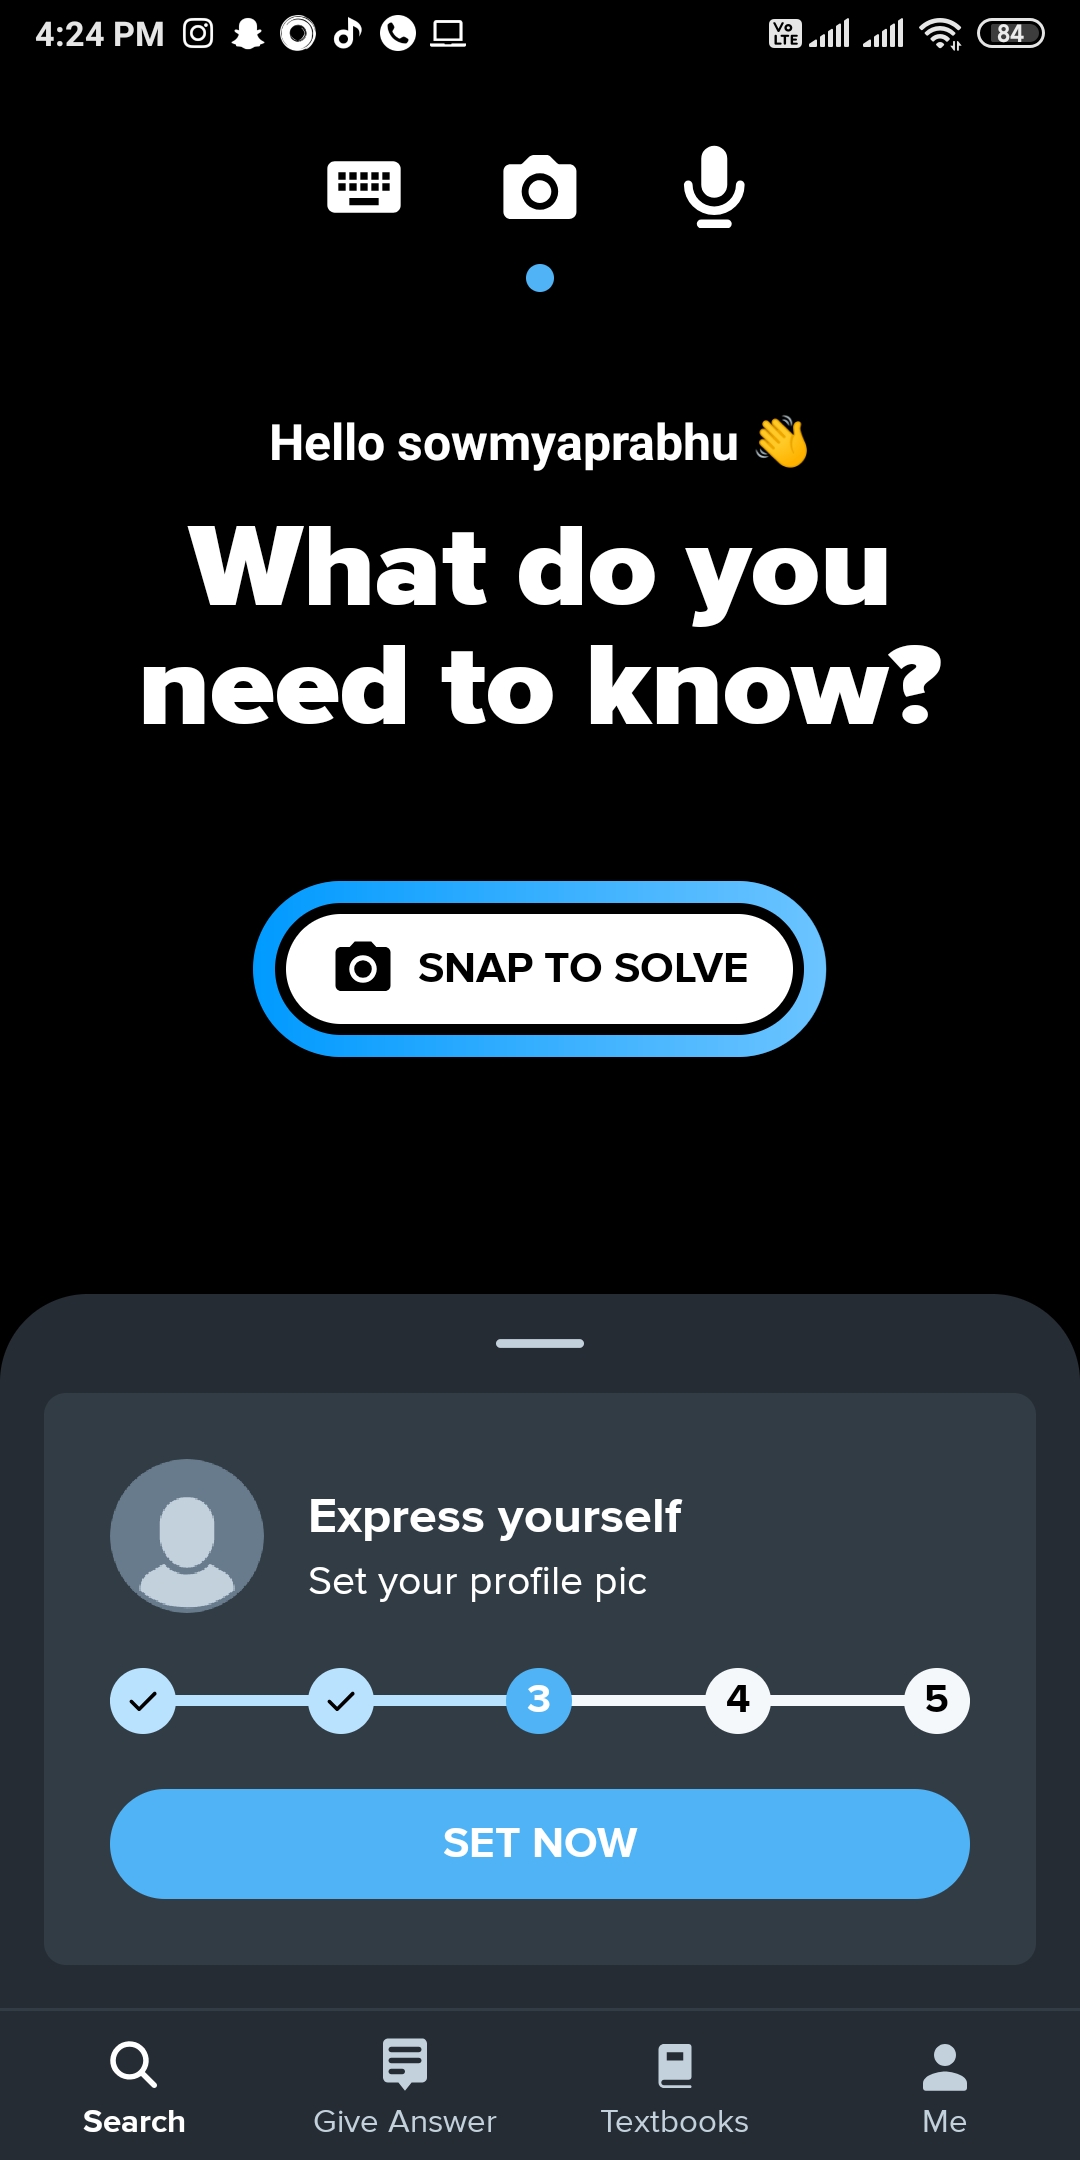 4:24 PM
Vo LTE
84
Hello sowmyaprabhu 👋
What do you
need to know?
SNAP TO SOLVE
Express yourself
Set your profile pic
3 4 5
SET NOW
Search Give Answer Textbooks Me